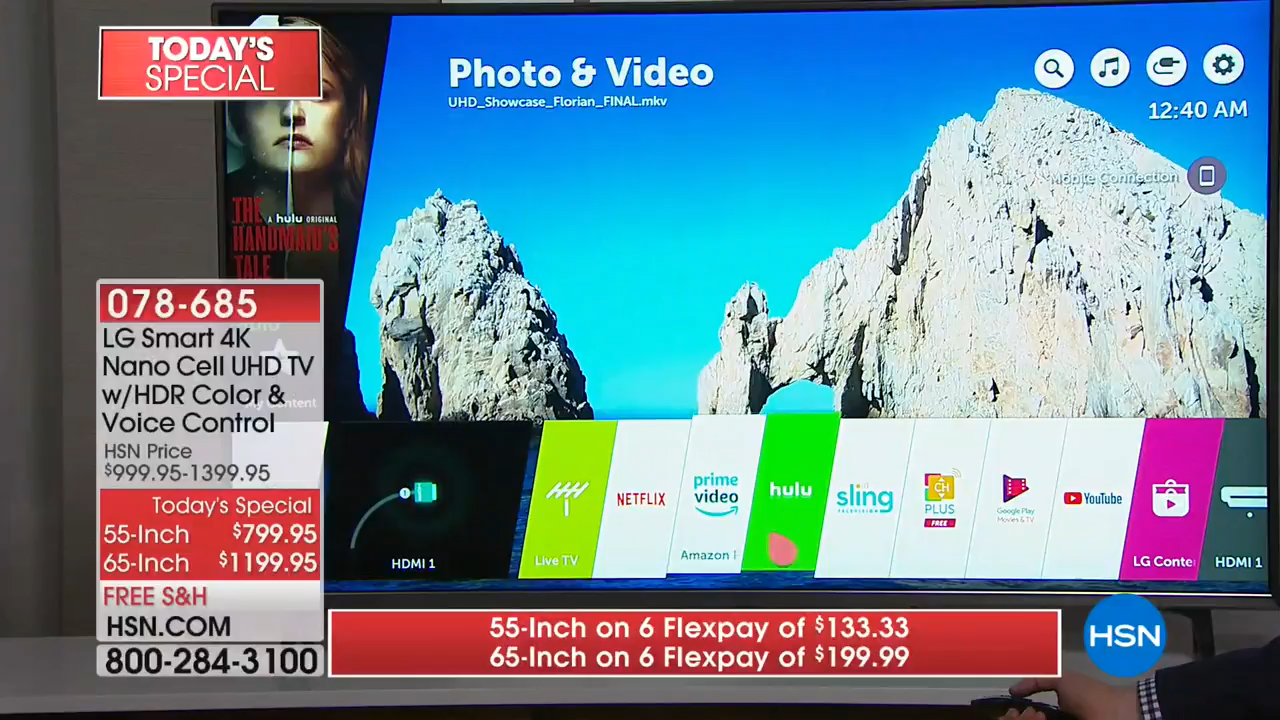 TODAY'S
SPECIAL
Photo & Video
UHD_Showcase_Florian_FINAL.mkv
12:40 AM
Mobile Connection
THE
A hulu ORIGINAL
HANDMAID'S
TALE
078-685
LG Smart 4K
Nano Cell UHD TV
w/HDR Color &
Voice Control
Content
HSN Price
$999.95-1399.95
Today's Special
55-Inch $799.95
65-Inch $1199.95
FREE S&H
HSN.COM
800-284-3100
HDMI 1
Live TV
NETFLIX
prime
video
Amazon
hulu
sling
TELEVISION
CH
PLUS
FREE
Google Play
Movies & TV
YouTube
LG Conte
HDMI 1
55-Inch on 6 Flexpay of $133.33
65-Inch on 6 Flexpay of $199.99
HSN